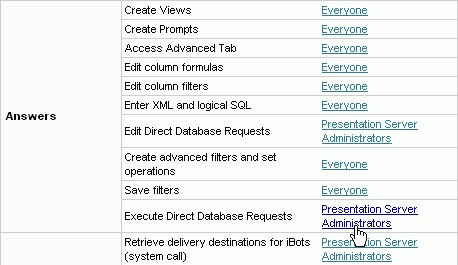 Create Views Everyone
Create Prompts Everyone
Access Advanced Tab Everyone
Edit column formulas Everyone
Edit column filters Everyone
Answers
Enter XML and logical SQL Everyone
Edit Direct Database Requests Presentation Server
Administrators
Create advanced filters and set
operations Everyone
Save filters Everyone
Execute Direct Database Requests Presentation Server
Administrators
Retrieve delivery destinations for iBots
(system call) Presentation Server
Administrators